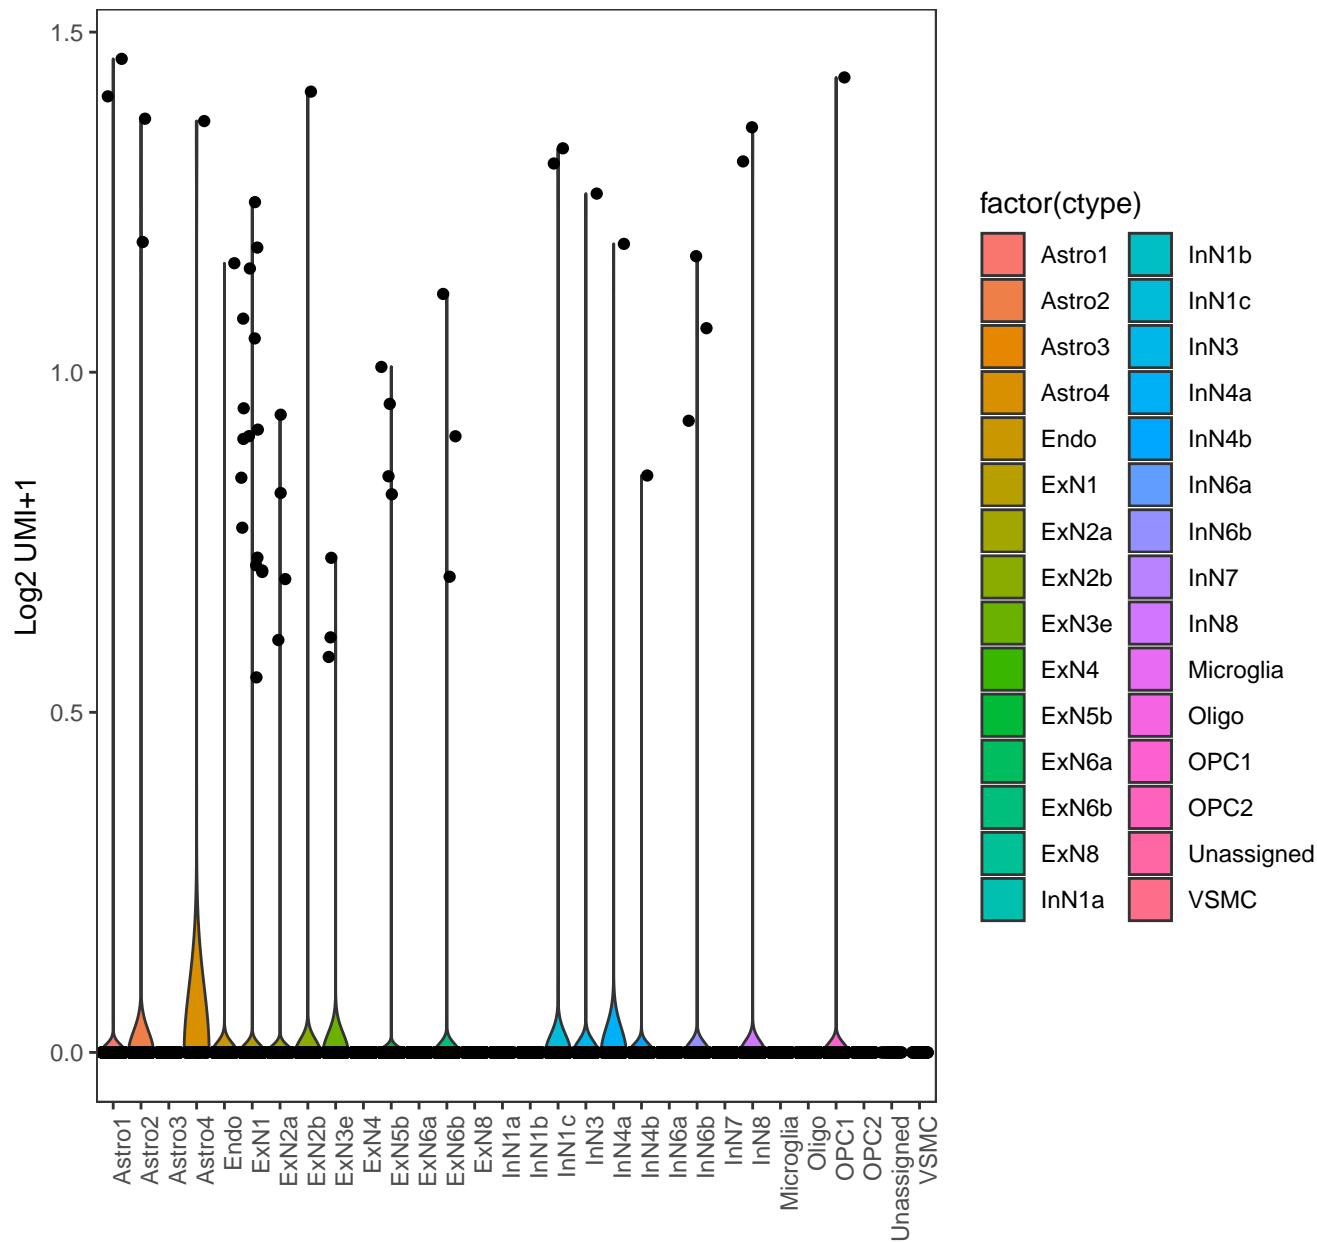 1.5
1.0
0.5
0.0
Log2 UMI+1
Astro1
Astro2
Astro3
Astro4
Endo
ExN1
ExN2a
ExN2b
ExN3e
ExN4
ExN5b
ExN6a
ExN6b
ExN8
InN1a
InN1b
InN1c
InN3
InN4a
InN4b
InN6a
InN6b
InN7
InN8
Microglia
Oligo
OPC1
OPC2
Unassigned
VSMC
factor(ctype)
Astro1
Astro2
Astro3
Astro4
Endo
ExN1
ExN2a
ExN2b
ExN3e
ExN4
ExN5b
ExN6a
ExN6b
ExN8
InN1a
InN1b
InN1c
InN3
InN4a
InN4b
InN6a
InN6b
InN7
InN8
Microglia
Oligo
OPC1
OPC2
Unassigned
VSMC